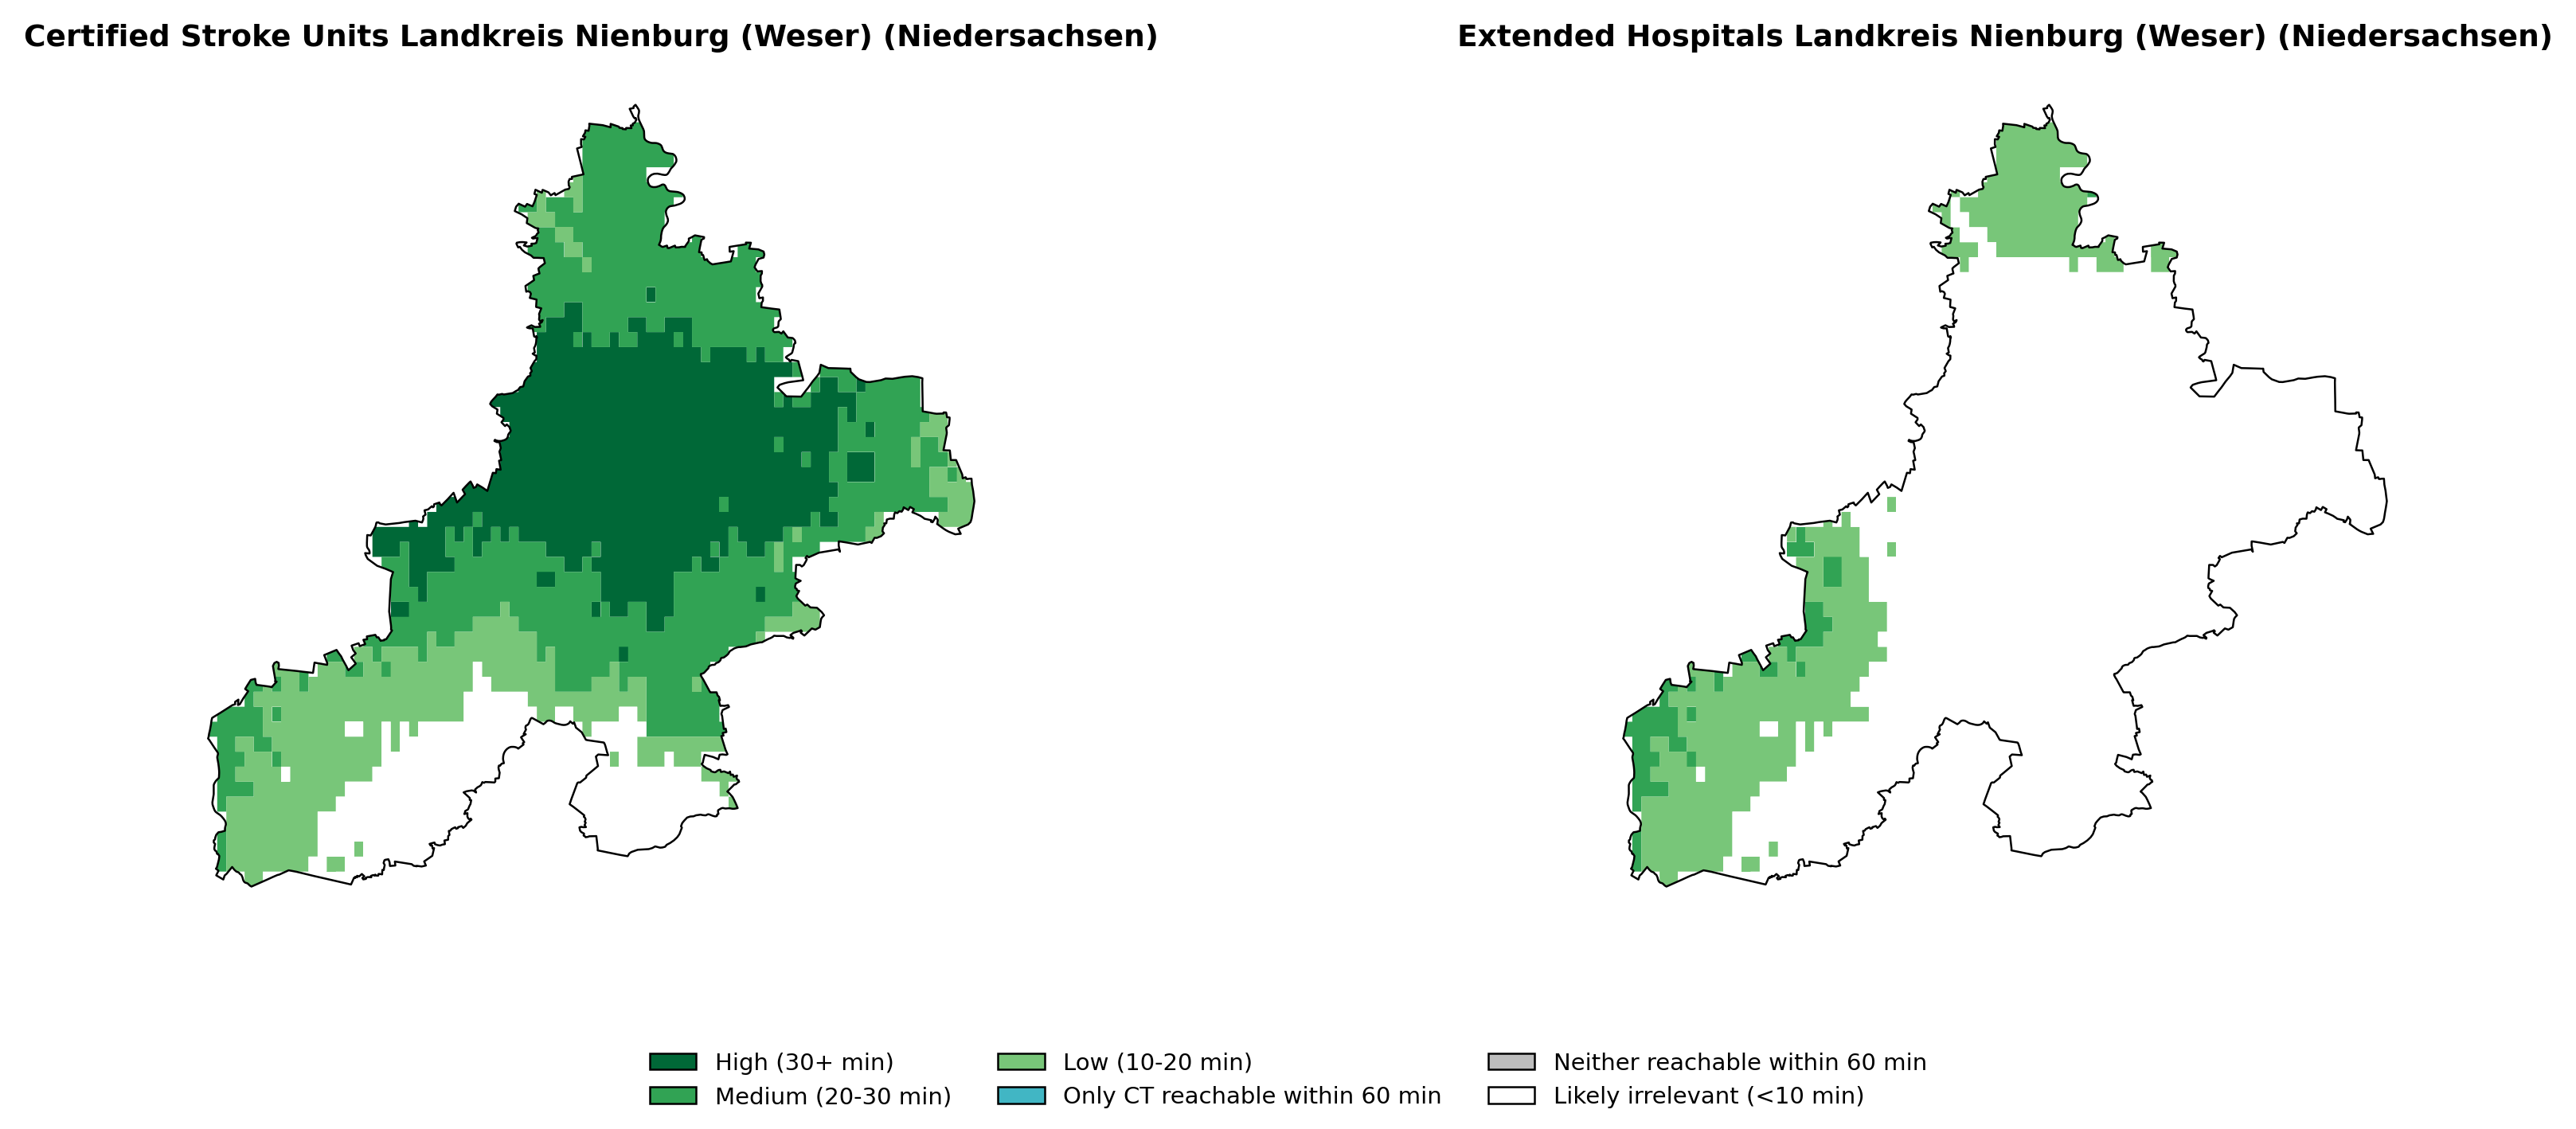 Certified Stroke Units Landkreis Nienburg (Weser) (Niedersachsen)
Extended Hospitals Landkreis Nienburg (Weser) (Niedersachsen)
High (30+ min)
Medium (20-30 min)
Low (10-20 min)
Only CT reachable within 60 min
Neither reachable within 60 min
Likely irrelevant (<10 min)